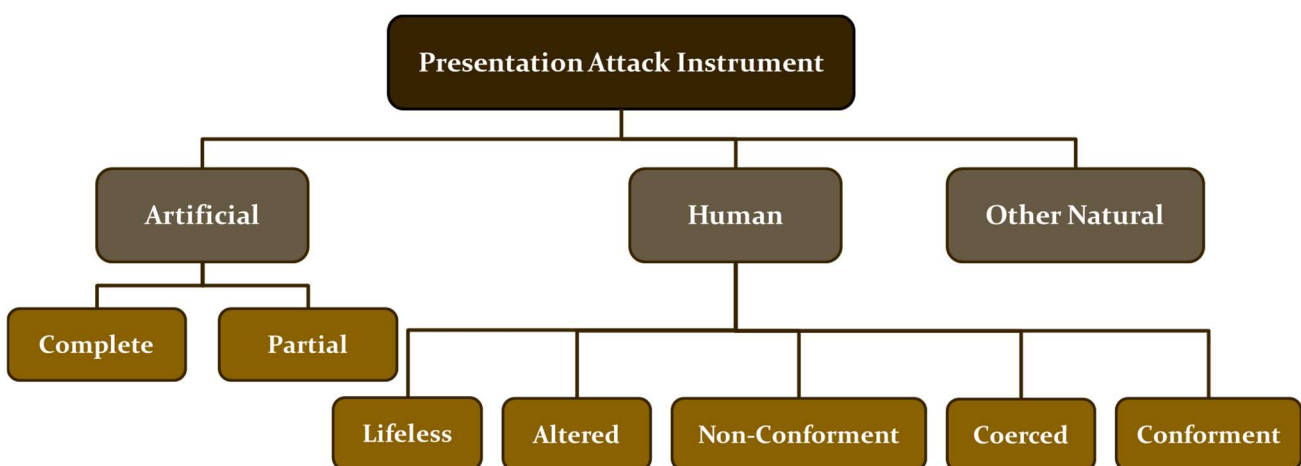 Presentation Attack Instrument
Artificial
Human
Other Natural
Complete
Partial
Lifeless
Altered
Non-Conforment
Coerced
Conforment